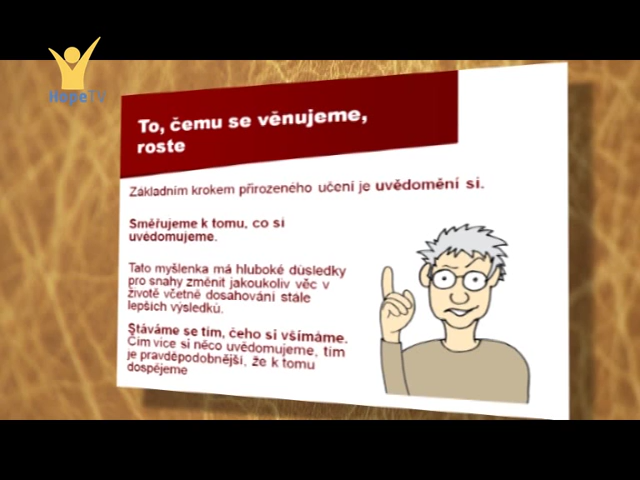 HopeTV
To, čemu se věnujeme,
roste
Základním krokem přirozeného učení je uvědomění si.
Směřujeme k tomu, co si
uvědomujeme.
Tato myšlenka má hluboké důsledky
pro snahy změnit jakoukoliv věc v
životě včetně dosahování stále
lepších výsledků.
Stáváme se tím, čeho si všímáme.
Čím více si něco uvědomujeme, tím
je pravděpodobnější, že k tomu
dospějeme